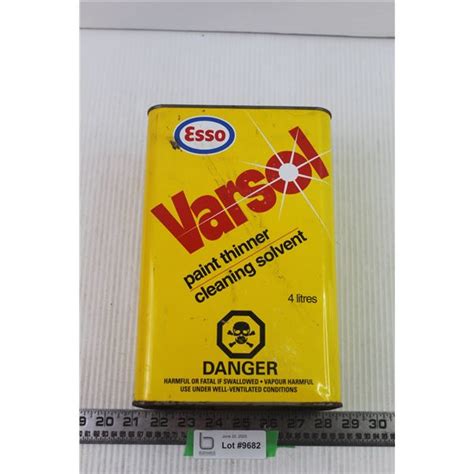 Esso
Varsol
paint thinner
cleaning solvent
4 litres
DANGER
HARMFUL OR FATAL IF SWALLOWED • VAPOUR HARMFUL
USE UNDER WELL-VENTILATED CONDITIONS
20 21 22 23 24 25 26 27 28 29 30
b
Lot #9682